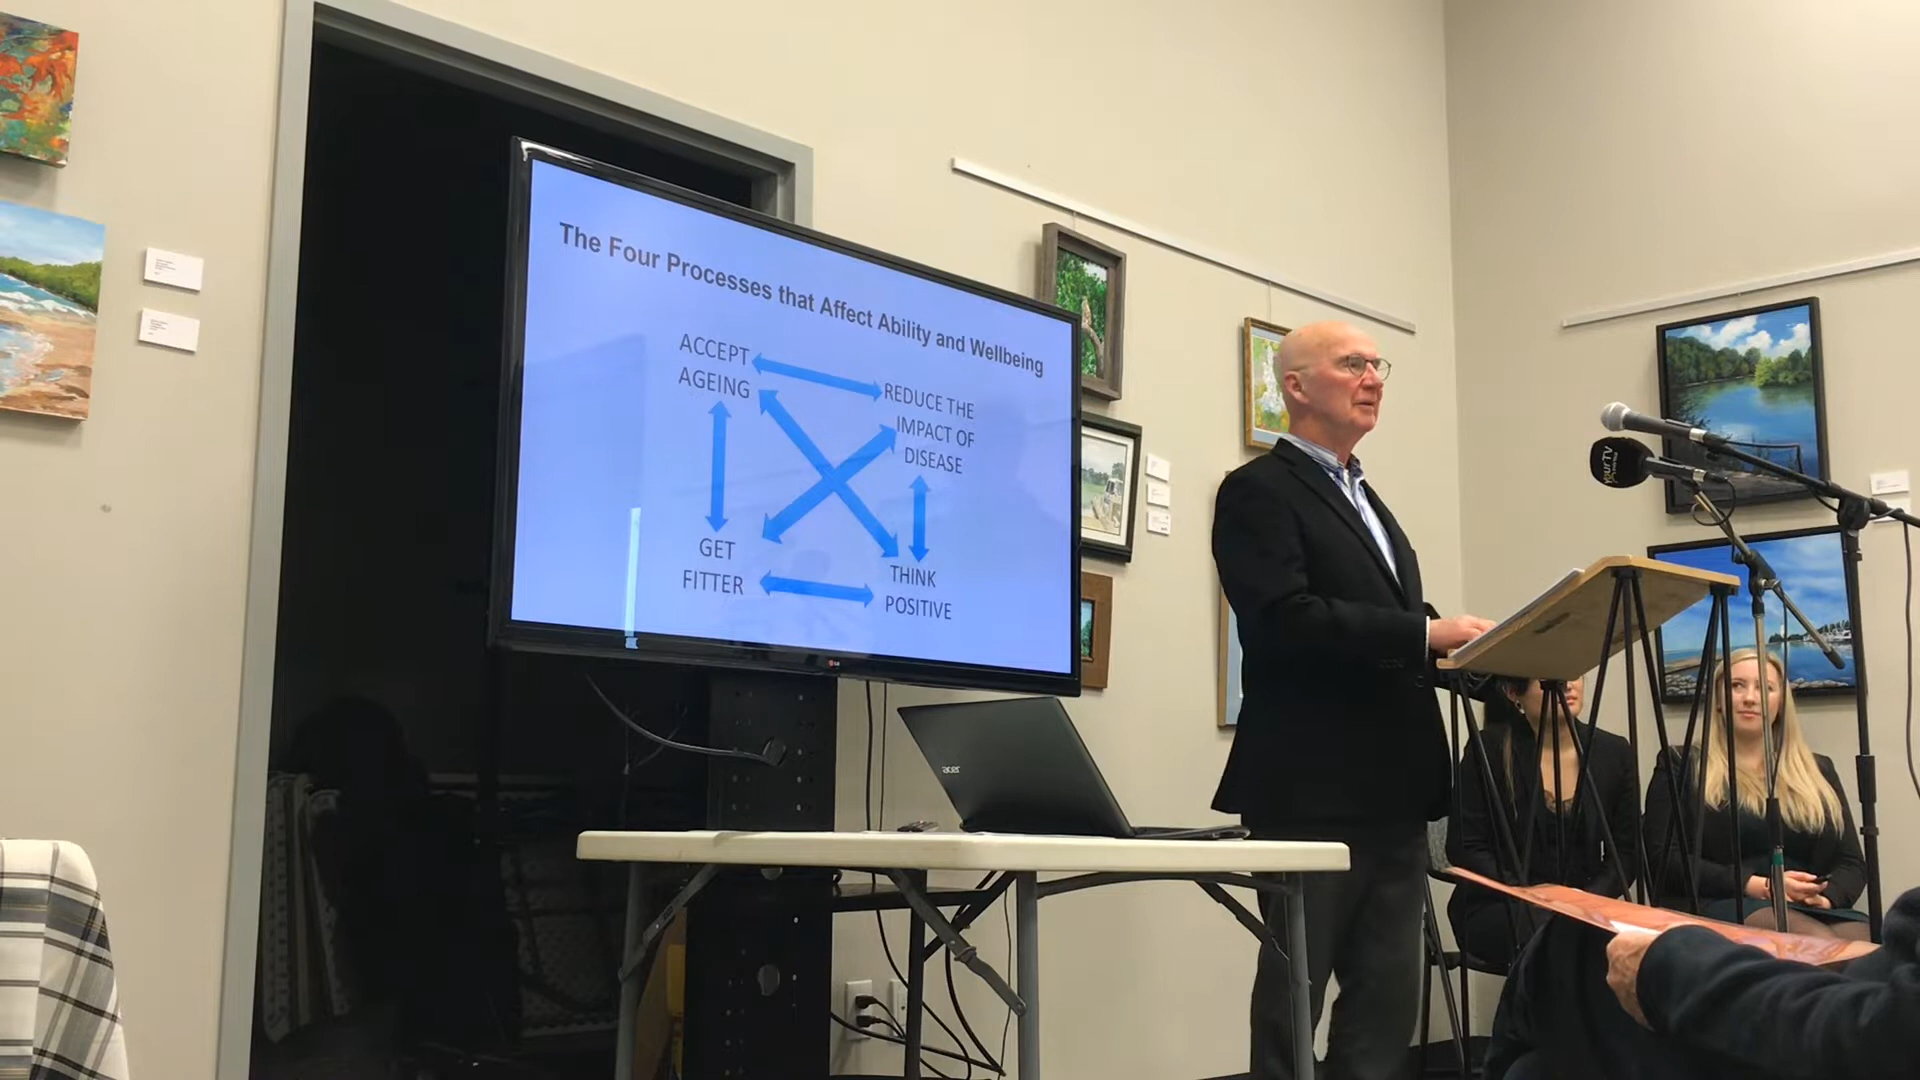 The Four Processes that Affect Ability and Wellbeing
ACCEPT
AGEING
REDUCE THE
IMPACT OF
DISEASE
GET
FITTER
THINK
POSITIVE
LG
acer
yourTV